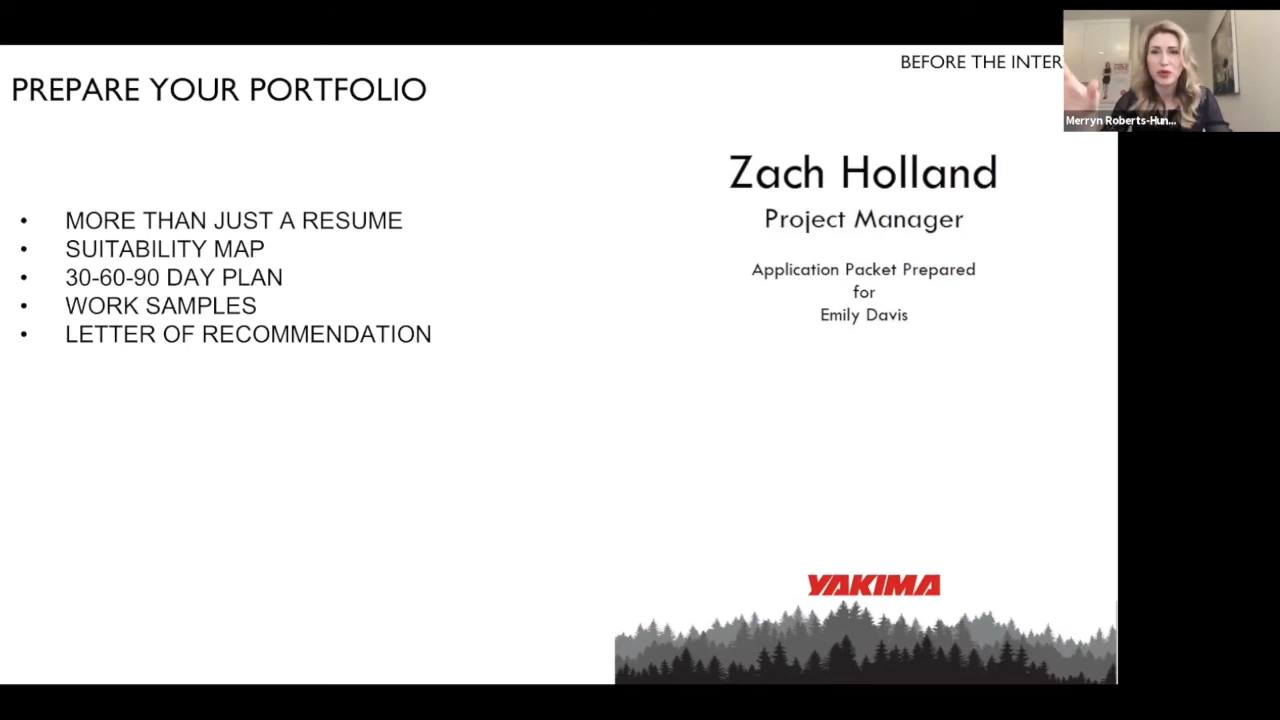 BEFORE THE INTER
PREPARE YOUR PORTFOLIO
Merryn Roberts-Hun...
• MORE THAN JUST A RESUME
• SUITABILITY MAP
• 30-60-90 DAY PLAN
• WORK SAMPLES
• LETTER OF RECOMMENDATION
Zach Holland
Project Manager
Application Packet Prepared
for
Emily Davis
YAKIMA